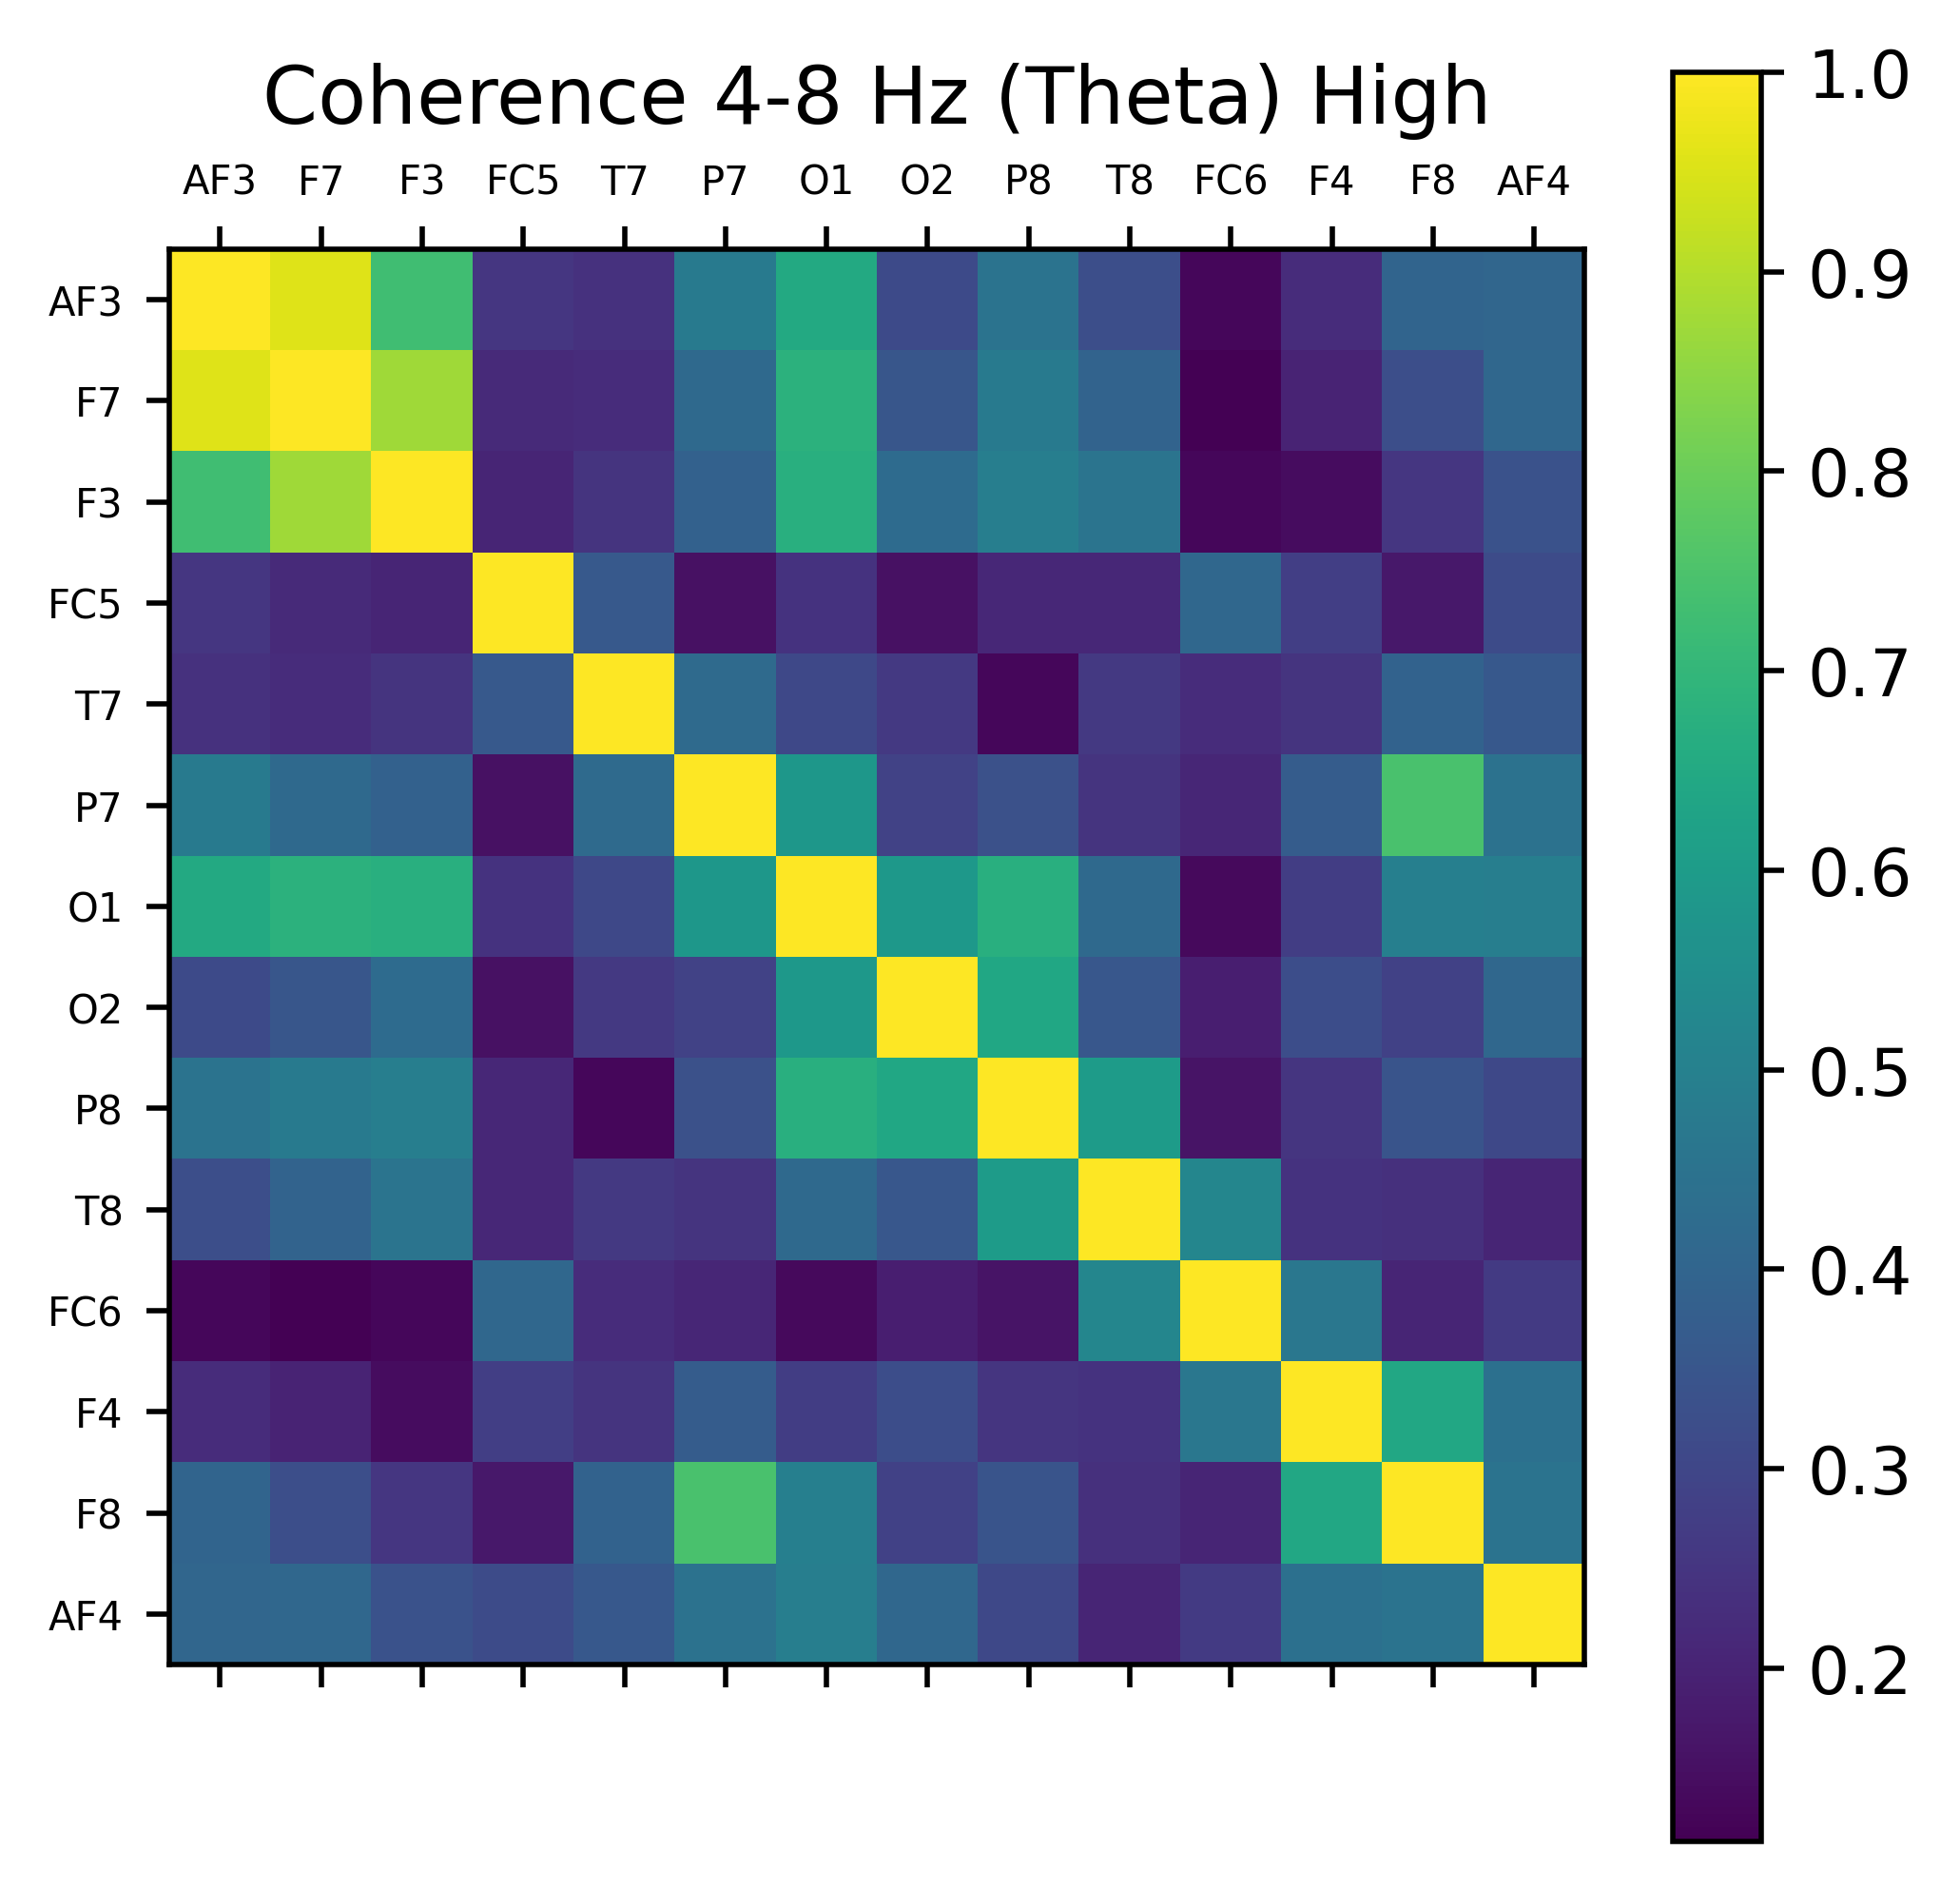 Coherence 4-8 Hz (Theta) High
AF3 F7 F3 FC5 T7 P7 O1 O2 P8 T8 FC6 F4 F8 AF4
AF3
F7
F3
FC5
T7
P7
O1
O2
P8
T8
FC6
F4
F8
AF4
1.0
0.9
0.8
0.7
0.6
0.5
0.4
0.3
0.2